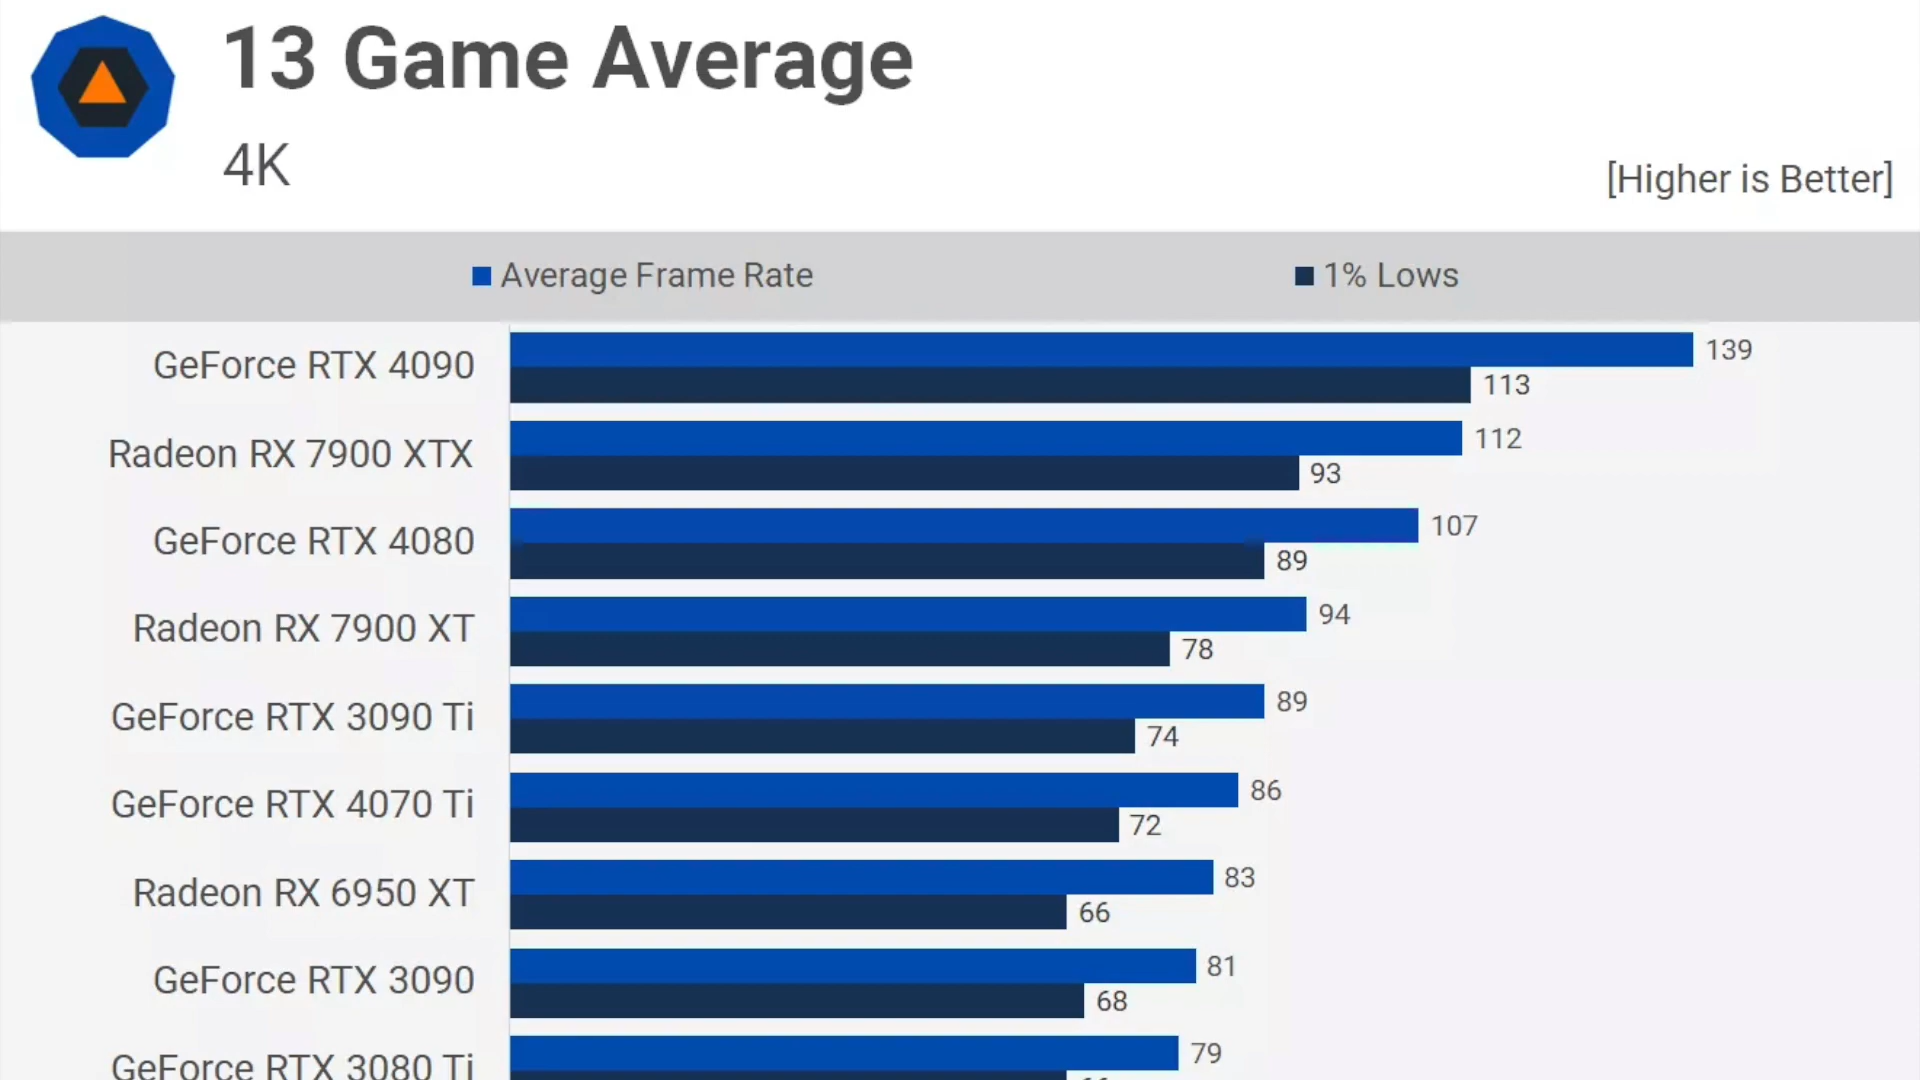 13 Game Average
4K
[Higher is Better]
Average Frame Rate 1% Lows
GeForce RTX 4090 139
113
Radeon RX 7900 XTX 112
93
GeForce RTX 4080 107
89
Radeon RX 7900 XT 94
78
GeForce RTX 3090 Ti 89
74
GeForce RTX 4070 Ti 86
72
Radeon RX 6950 XT 83
66
GeForce RTX 3090 81
68
GeForce RTX 3080 Ti 79